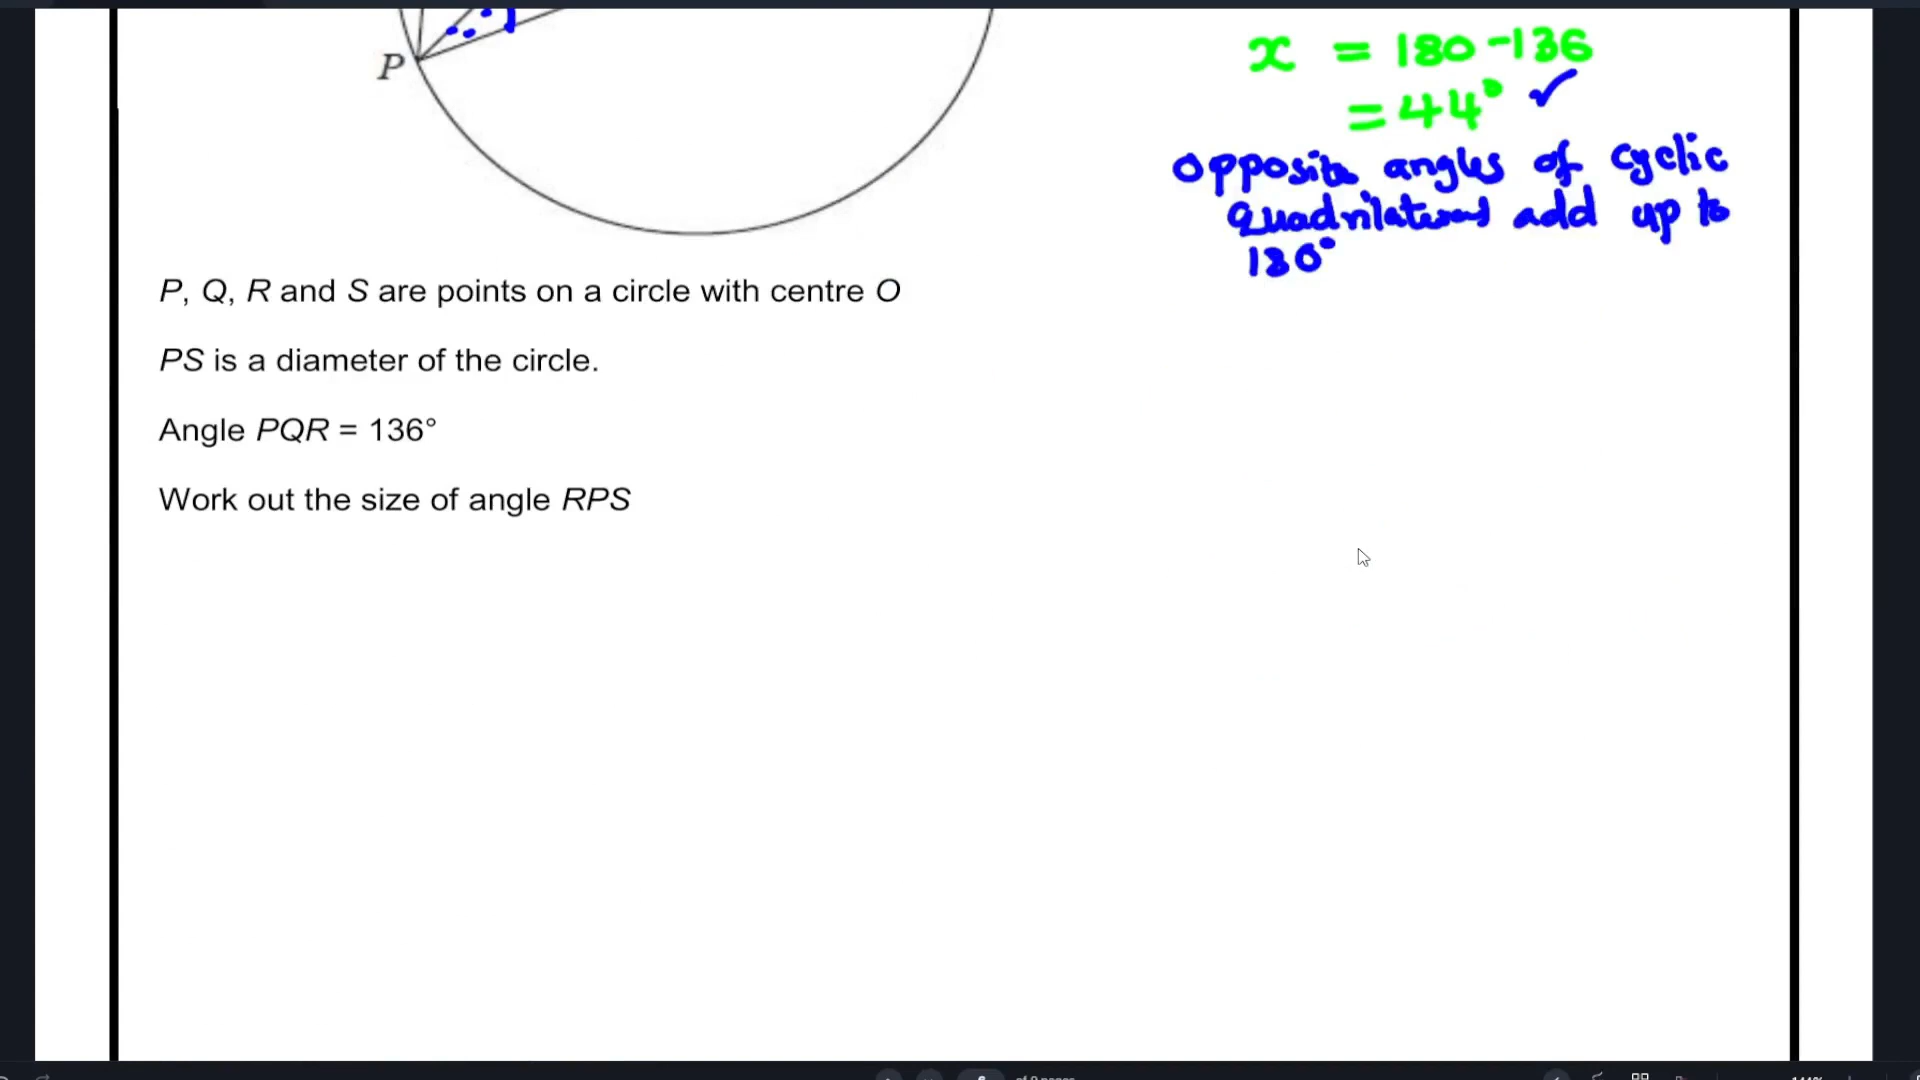 P
x = 180 - 136
= 44° ✓
Opposite angles of cyclic
quadrilateral add up to
180°
P, Q, R and S are points on a circle with centre O
PS is a diameter of the circle.
Angle PQR = 136°
Work out the size of angle RPS